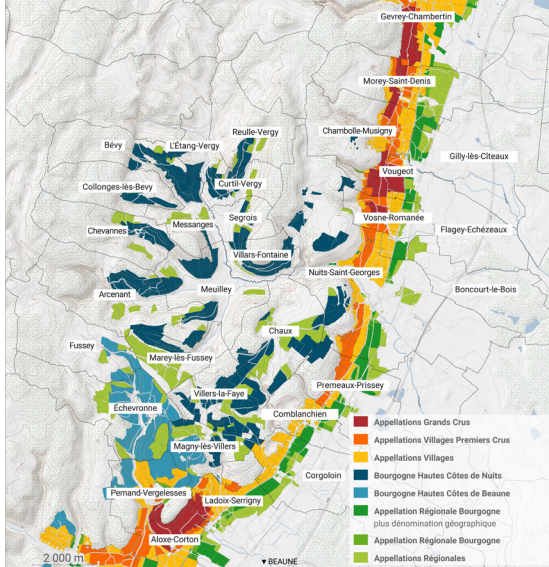 Gevrey-Chambertin
Morey-Saint-Denis
Reulle-Vergy
Chambolle-Musigny
Bévy
L'Étang-Vergy
Gilly-lès-Cîteaux
Vougeot
Collonges-lès-Bevy
Curtil-Vergy
Segrois
Vosne-Romanée
Messanges
Chevannes
Flagey-Echézeaux
Villars-Fontaine
Nuits-Saint-Georges
Arcenant
Meuilley
Boncourt-le-Bois
Chaux
Fussey
Marey-lès-Fussey
Premeaux-Prissey
Villers-la-Faye
Échevronne
Comblanchien
Magny-lès-Villers
Corgoloin
Pernand-Vergelesses
Ladoix-Serrigny
Aloxe-Corton
Appellations Grands Crus
Appellations Villages Premiers Crus
Appellations Villages
Bourgogne Hautes Côtes de Nuits
Bourgogne Hautes Côtes de Beaune
Appellation Régionale Bourgogne
plus dénomination géographique
Appellation Régionale Bourgogne
Appellations Régionales
2 000 m
▼ BEAUNE